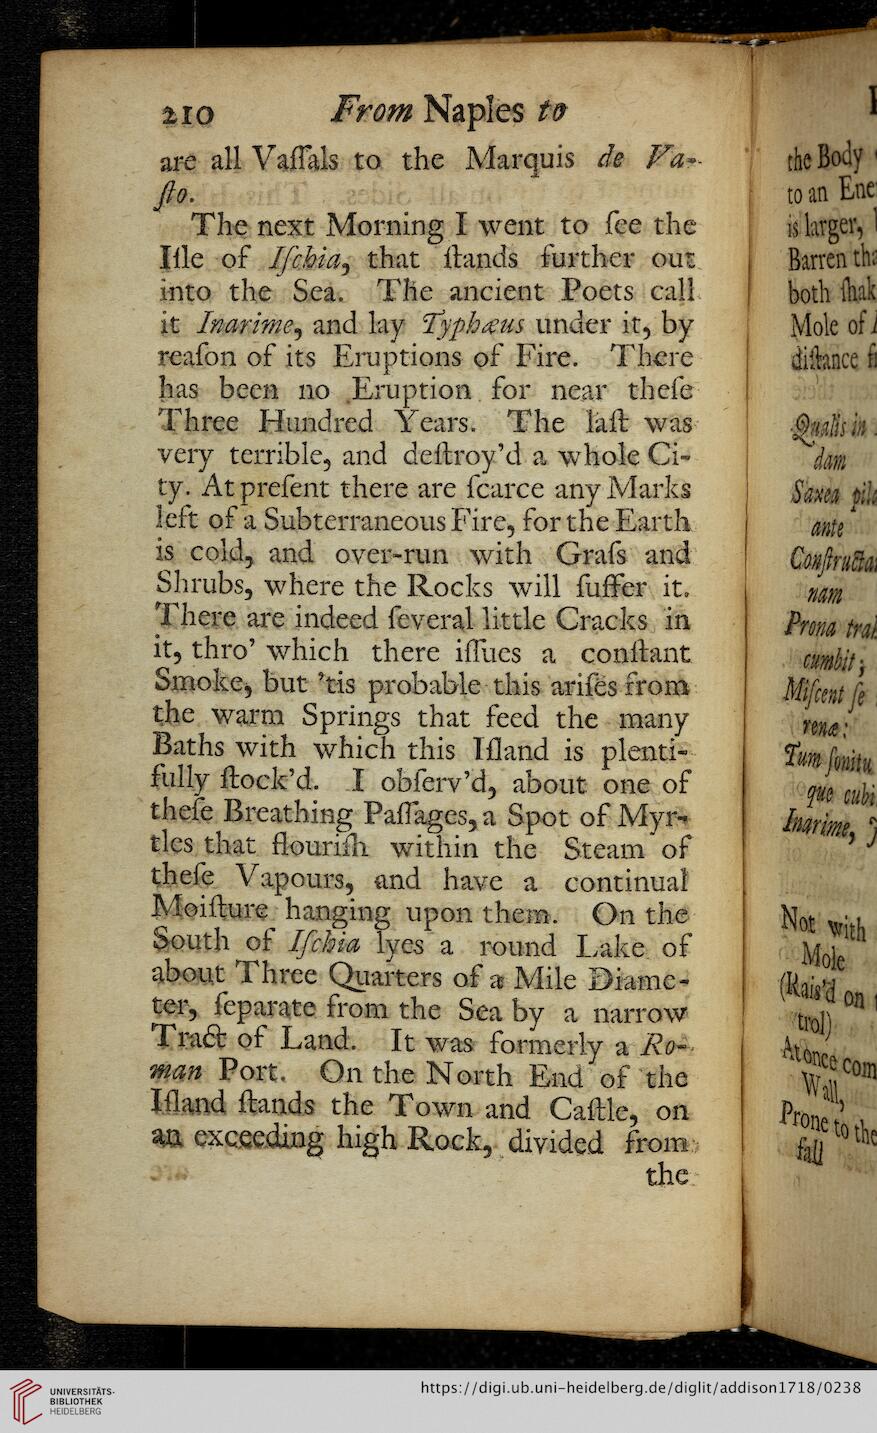 210 From Naples to
are all Vaſſals to the Marquis de Va-
ſto.
The next Morning I went to ſee the
Iſle of Iſchia, that ſtands further out
into the Sea. The ancient Poets call
it Inarime, and lay Typhæus under it, by
reaſon of its Eruptions of Fire. There
has been no Eruption for near theſe
Three Hundred Years. The laſt was
very terrible, and deſtroy'd a whole Ci-
ty. At preſent there are ſcarce any Marks
left of a Subterraneous Fire, for the Earth
is cold, and over-run with Graſs and
Shrubs, where the Rocks will ſuffer it.
There are indeed ſeveral little Cracks in
it, thro' which there iſſues a conſtant
Smoke, but 'tis probable this ariſes from
the warm Springs that feed the many
Baths with which this Iſland is plenti-
fully ſtock'd. I obſerv'd, about one of
theſe Breathing Paſſages, a Spot of Myr-
tles that flouriſh within the Steam of
theſe Vapours, and have a continual
Moiſture hanging upon them. On the
South of Iſchia lyes a round Lake of
about Three Quarters of a Mile Diame-
ter, ſeparate from the Sea by a narrow
Tract of Land. It was formerly a Ro-
man Port. On the North End of the
Iſland ſtands the Town and Caſtle, on
an exceeding high Rock, divided from
the
the Body
to an Ene
is larger,
Barren tha
both ſhak
Mole of
diſtance
Qualis in
dam
Saxea pil
ante
Conſtructa
nam
Prona tra
cumbit;
Miſcent ſe
renæ:
Tum ſonitu
que cubi
Inarime, J
Not with
Mole
(Rais'd on
trol)
At once com
Wall,
Prone to the
fall
UNIVERSITÄTS-
BIBLIOTHEK
HEIDELBERG
https://digi.ub.uni-heidelberg.de/diglit/addison1718/0238